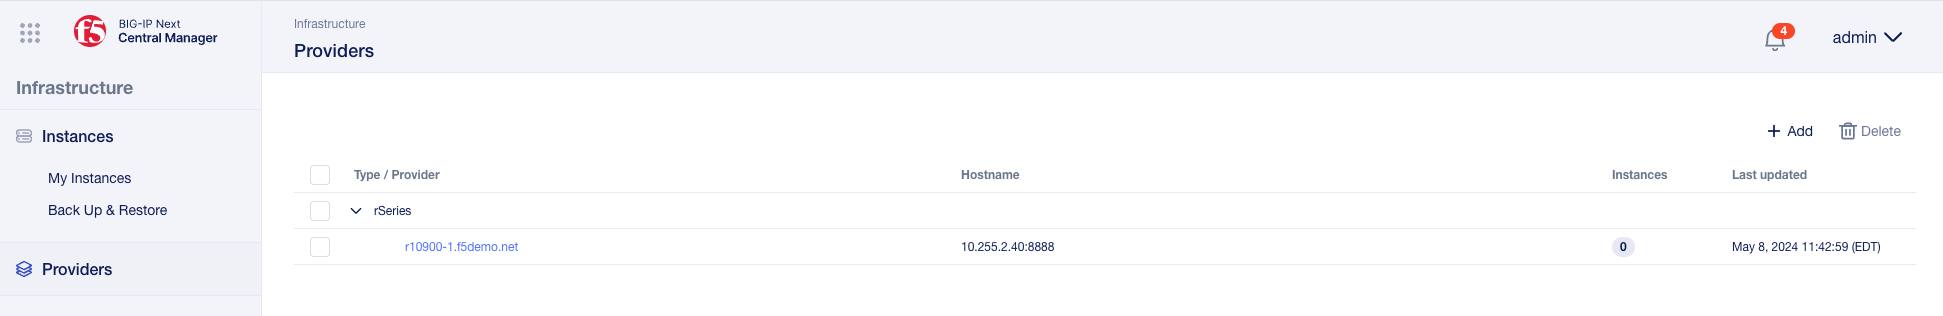 f5
BIG-IP Next
Central Manager
Infrastructure
Instances
My Instances
Back Up & Restore
Providers
Infrastructure
Providers
4
admin
Add
Delete
Type / Provider Hostname Instances Last updated
rSeries
r10900-1.f5demo.net 10.255.2.40:8888 0 May 8, 2024 11:42:59 (EDT)